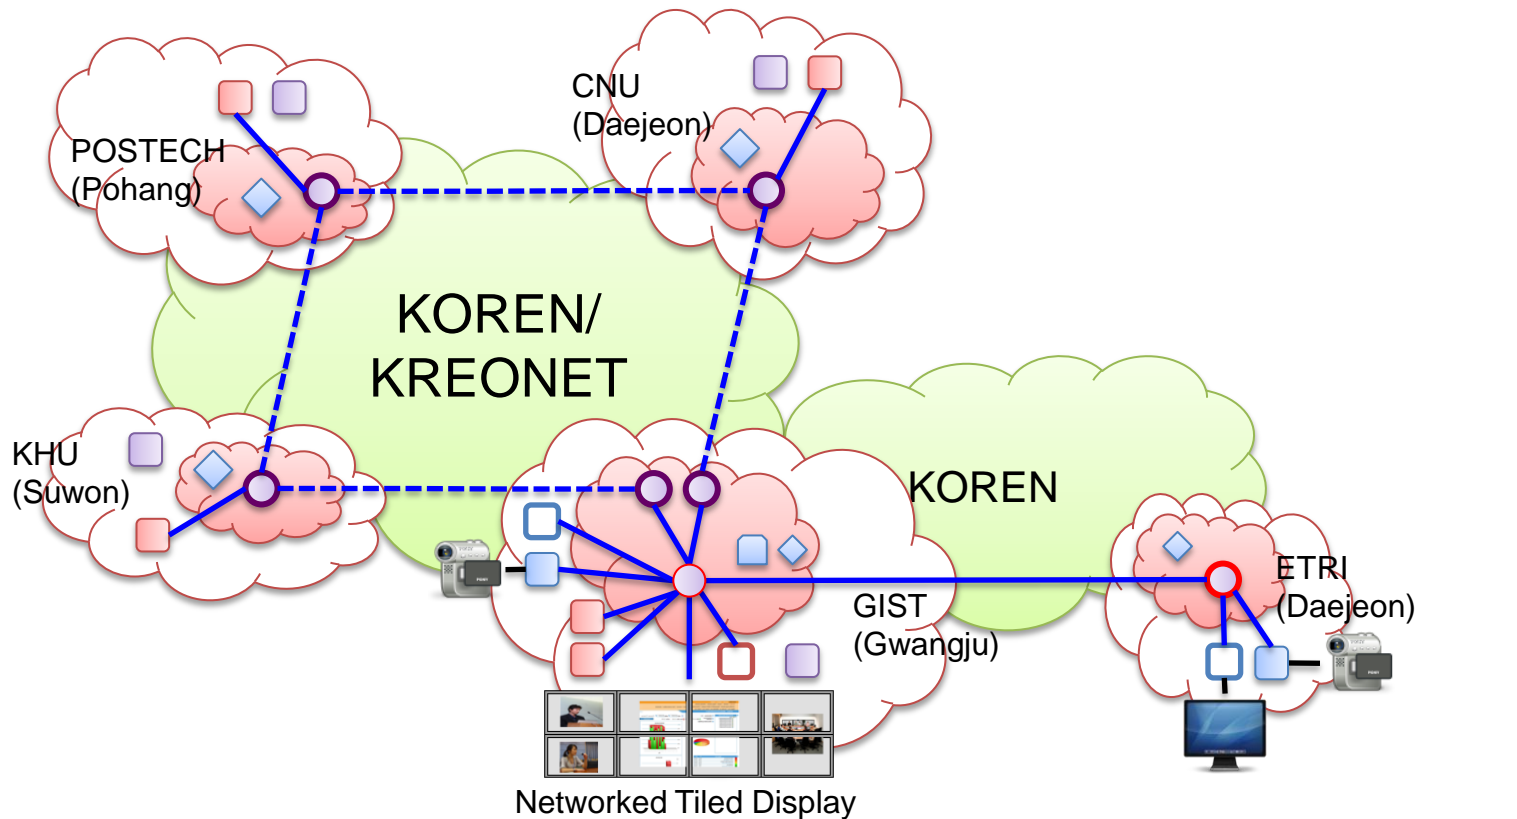 CNU
(Daejeon)
POSTECH
(Pohang)
KOREN/
KREONET
KHU
(Suwon)
KOREN
ETRI
(Daejeon)
GIST
(Gwangju)
Networked Tiled Display